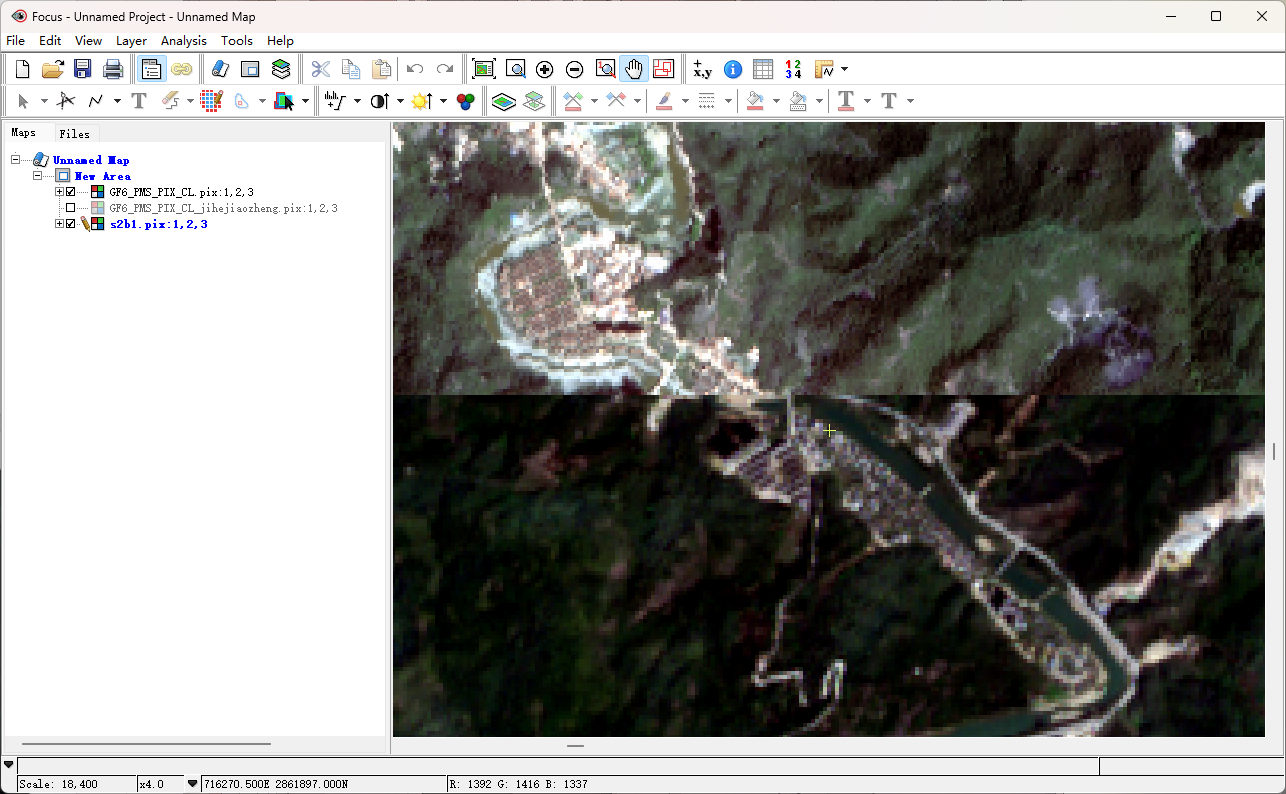 Focus - Unnamed Project - Unnamed Map
File Edit View Layer Analysis Tools Help
Maps Files
Unnamed Map
New Area
GF6_PMS_PIX_CL.pix:1,2,3
GF6_PMS_PIX_CL_jihejiaozheng.pix:1,2,3
s2b1.pix:1,2,3
Scale: 18,400 x4.0 716270.500E 2861897.000N R: 1392 G: 1416 B: 1337